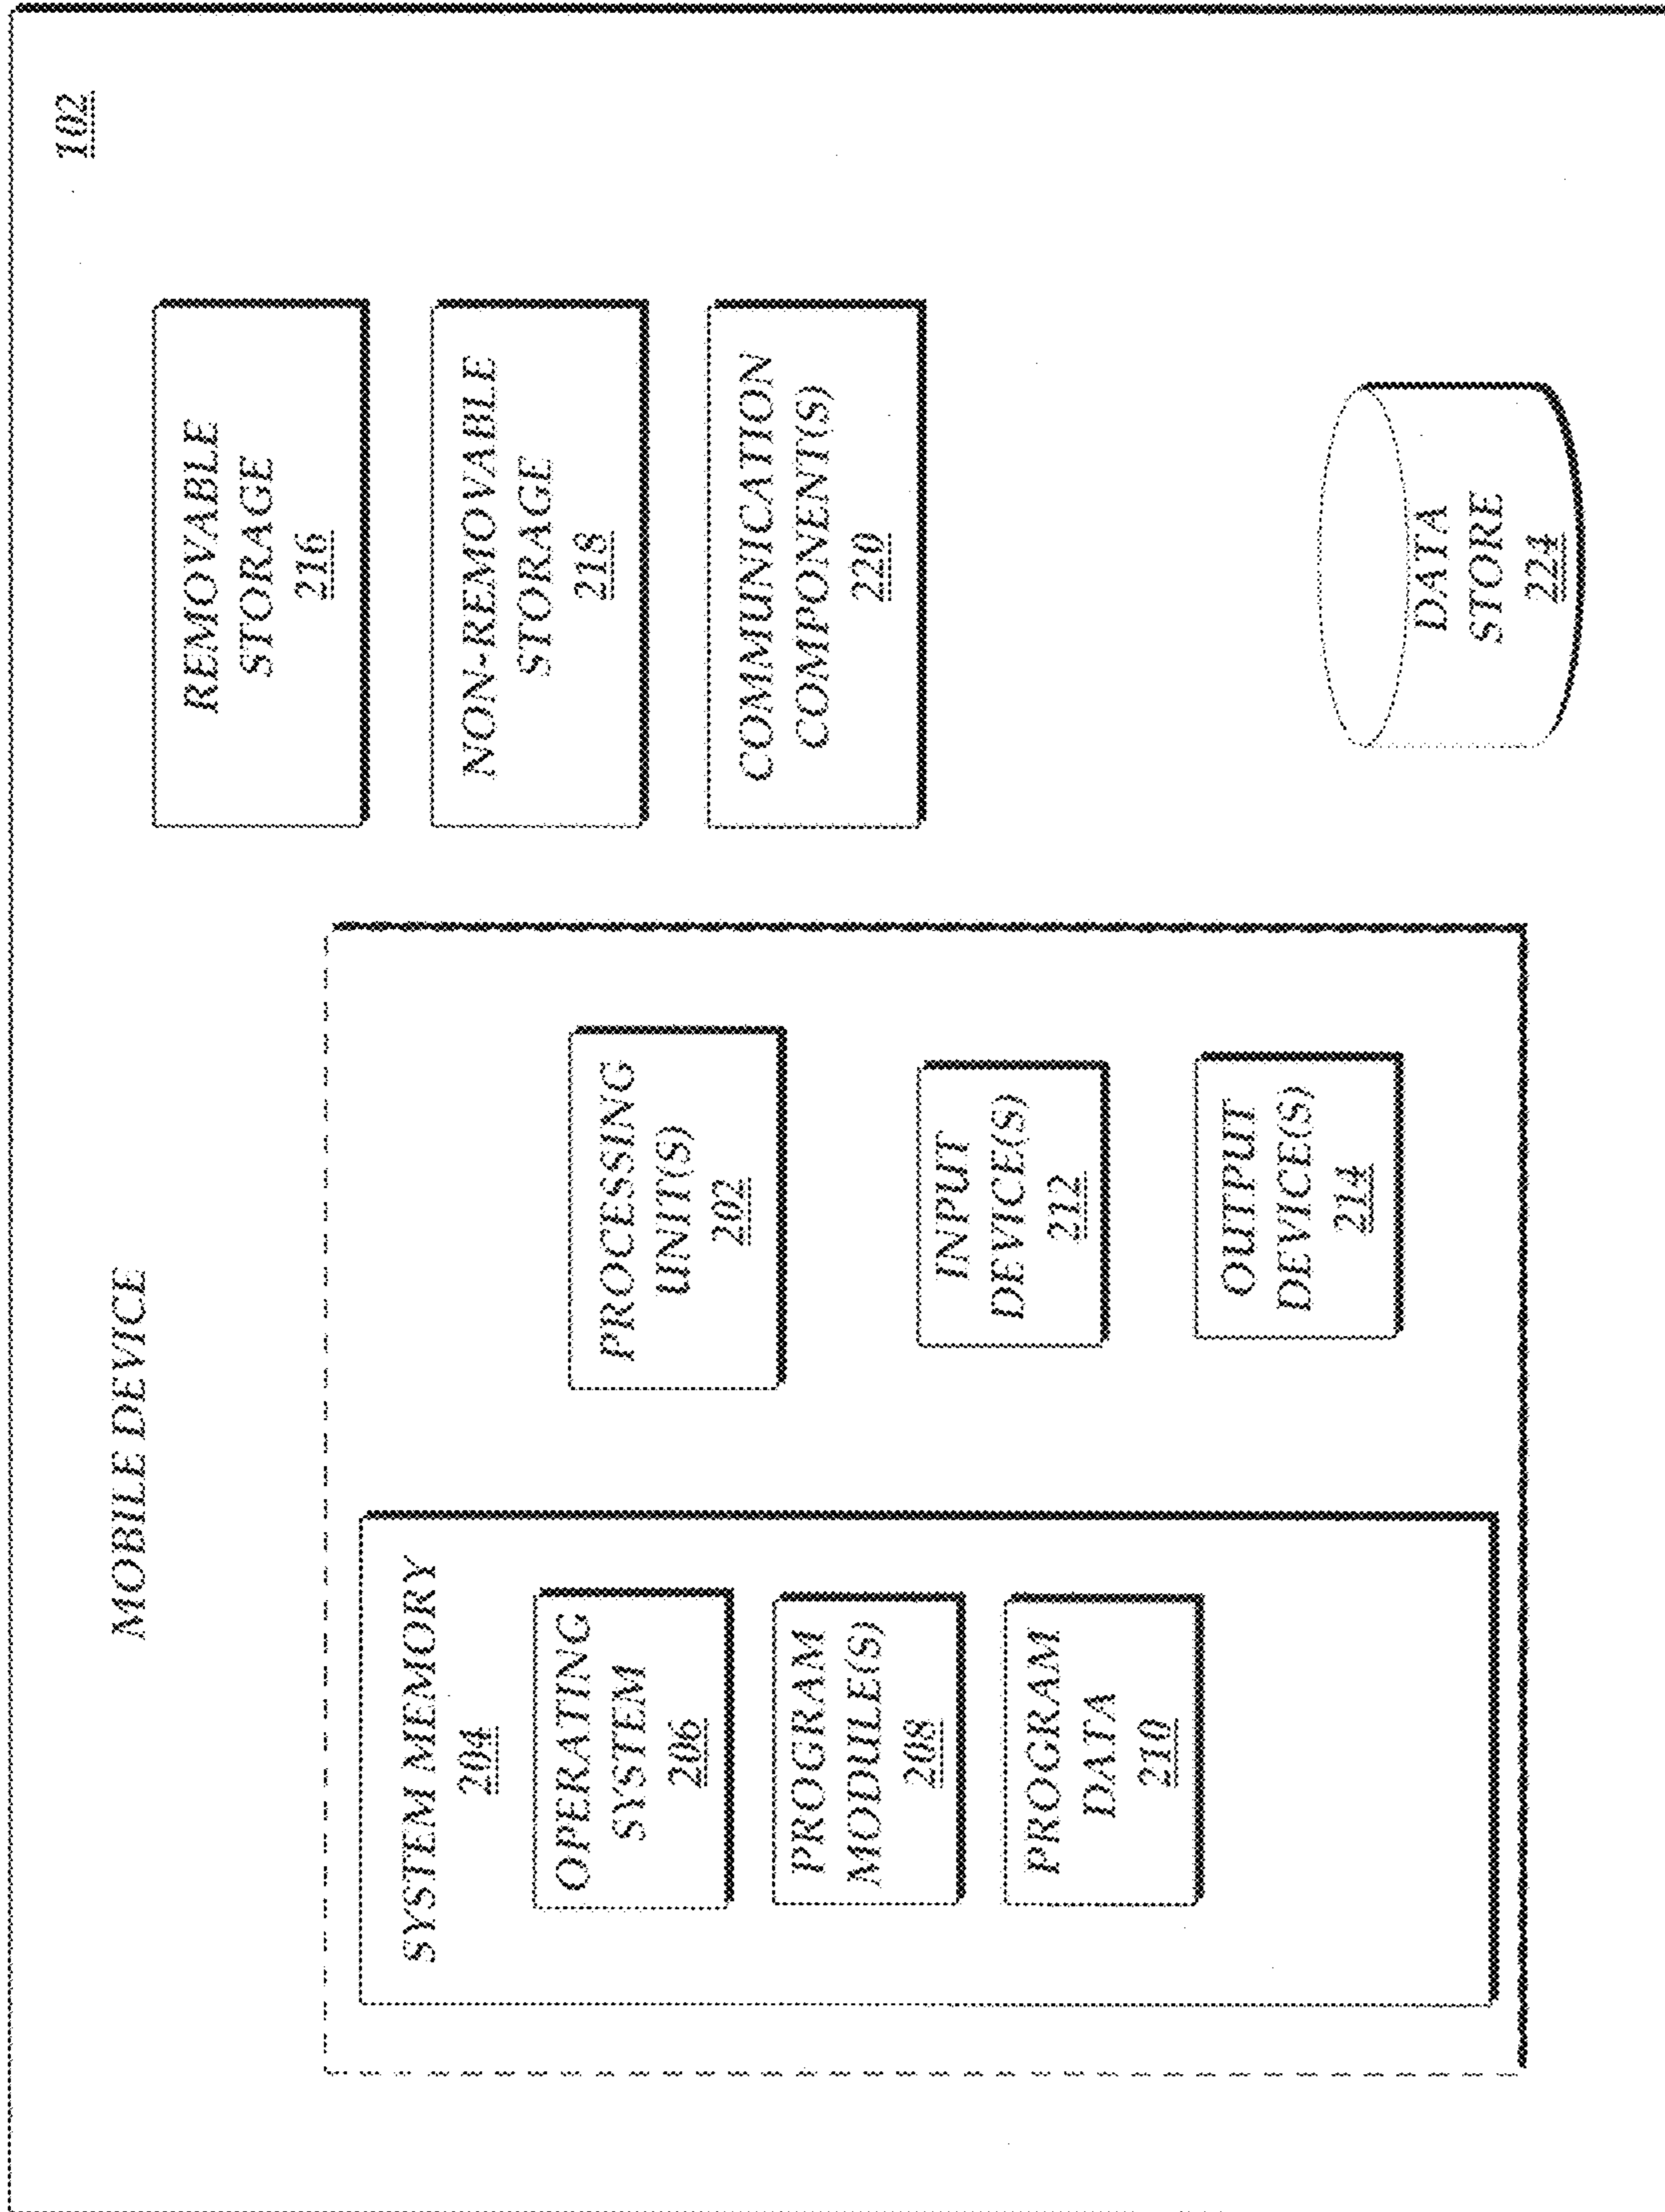 102
MOBILE DEVICE
SYSTEM MEMORY
204
OPERATING
SYSTEM
206
PROGRAM
MODULE(S)
208
PROGRAM
DATA
210
PROCESSING
UNIT(S)
202
INPUT
DEVICE(S)
212
OUTPUT
DEVICE(S)
214
REMOVABLE
STORAGE
216
NON-REMOVABLE
STORAGE
218
COMMUNICATION
COMPONENT(S)
220
DATA
STORE
224